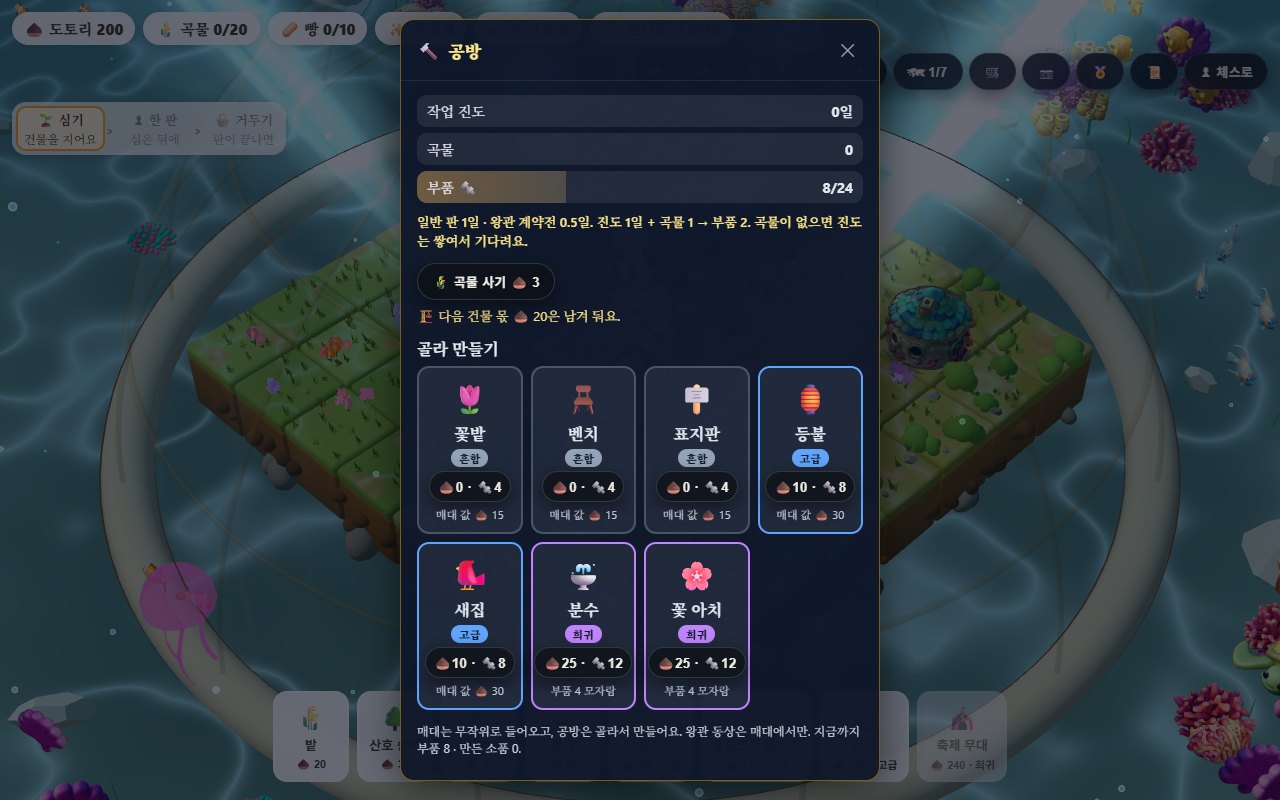 도토리 200
곡물 0/20
빵 0/10
1/7
체스로
심기
건물을 지어요
한 판
심은 뒤에
거두기
판이 끝나면
공방
작업 진도 0일
곡물 0
부품 8/24
일반 판 1일 · 왕관 계약전 0.5일. 진도 1일 + 곡물 1 → 부품 2. 곡물이 없으면 진도
는 쌓여서 기다려요.
곡물 사기 3
다음 건물 몫 20은 남겨 둬요.
골라 만들기
꽃밭
흔함
0 · 4
매대 값 15
벤치
흔함
0 · 4
매대 값 15
표지판
흔함
0 · 4
매대 값 15
등불
고급
10 · 8
매대 값 30
새집
고급
10 · 8
매대 값 30
분수
희귀
25 · 12
부품 4 모자람
꽃 아치
희귀
25 · 12
부품 4 모자람
매대는 무작위로 들어오고, 공방은 골라서 만들어요. 왕관 동상은 매대에서만. 지금까지
부품 8 · 만든 소품 0.
밭
20
산호
고급
축제 무대
240 · 희귀